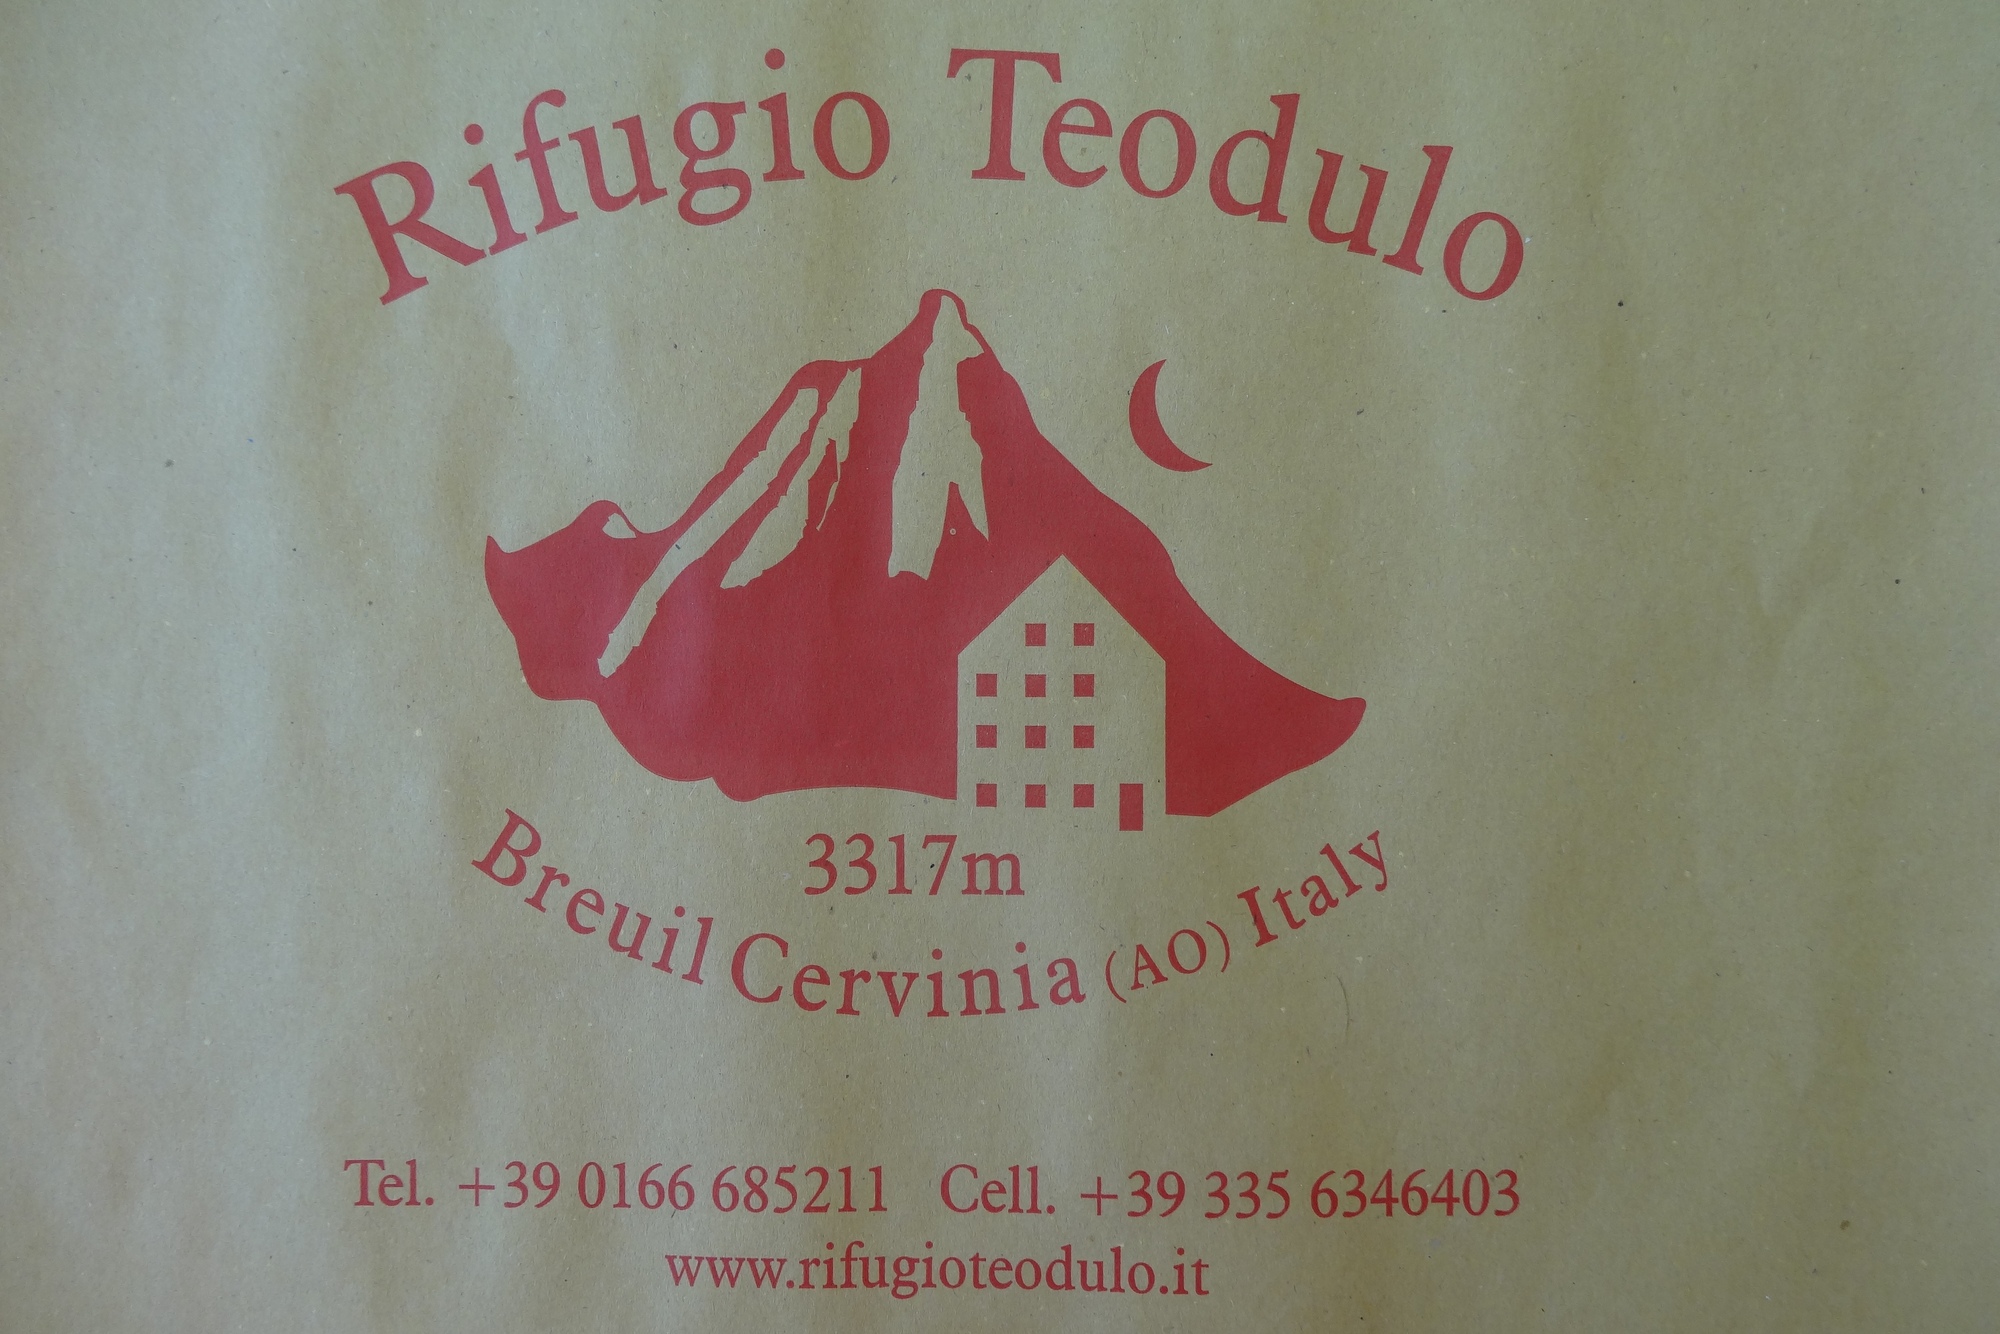 Rifugio Teodulo
3317m
Breuil Cervinia (AO) Italy
Tel. +39 0166 685211 Cell. +39 335 6346403
www.rifugioteodulo.it